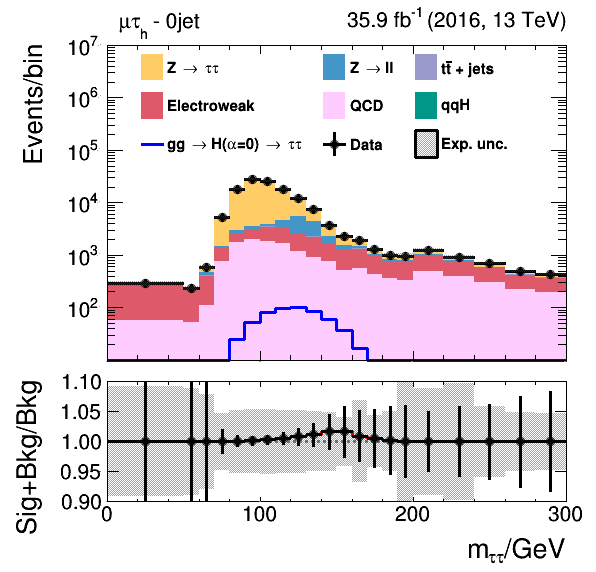 μτh - 0jet 35.9 fb-1 (2016, 13 TeV)
Events/bin
10^7
10^6
10^5
10^4
10^3
10^2
Z → ττ Z → ll tt̄ + jets
Electroweak QCD qqH
gg → H(α=0) → ττ Data Exp. unc.
Sig+Bkg/Bkg
1.10
1.05
1.00
0.95
0.90
0 100 200 300
mττ/GeV